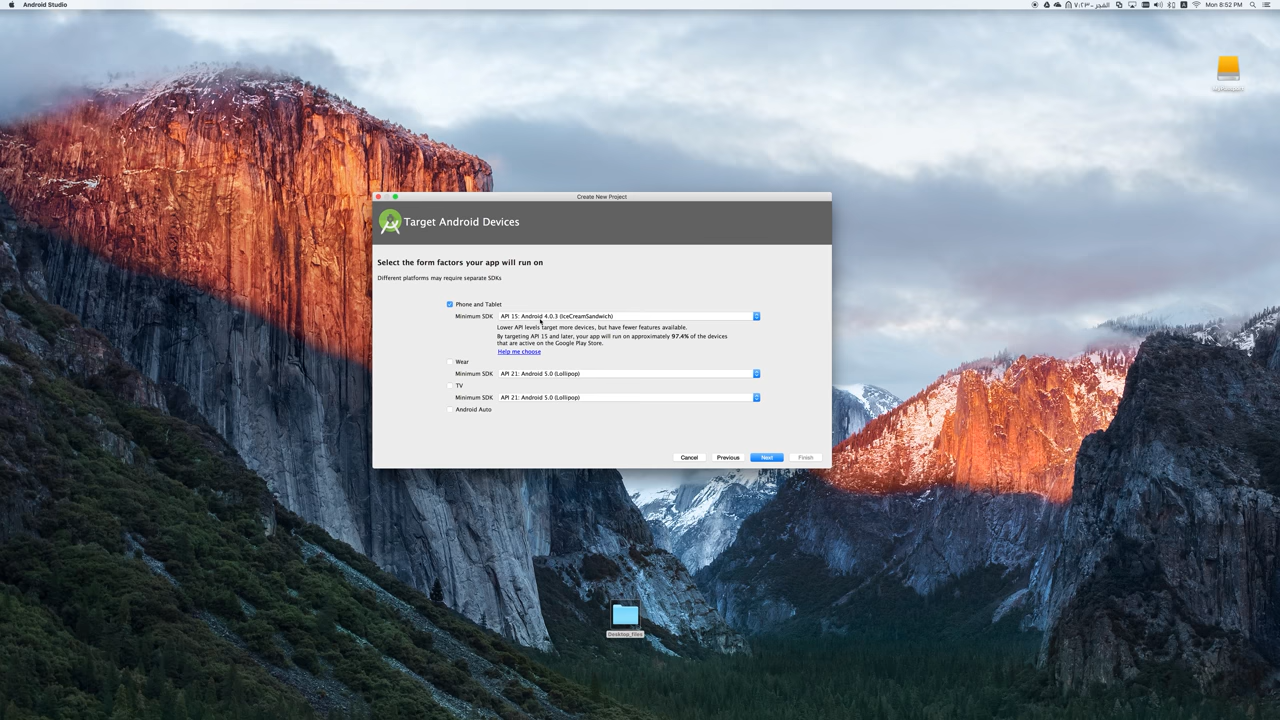 Android Studio
الفجر -٧:٢٣
Mon 8:52 PM
Create New Project
Target Android Devices
Select the form factors your app will run on
Different platforms may require separate SDKs
Phone and Tablet
Minimum SDK API 15: Android 4.0.3 (IceCreamSandwich)
Lower API levels target more devices, but have fewer features available.
By targeting API 15 and later, your app will run on approximately 97.4% of the devices
that are active on the Google Play Store.
Help me choose
Wear
Minimum SDK API 21: Android 5.0 (Lollipop)
TV
Minimum SDK API 21: Android 5.0 (Lollipop)
Android Auto
Cancel Previous Next Finish
Desktop_files